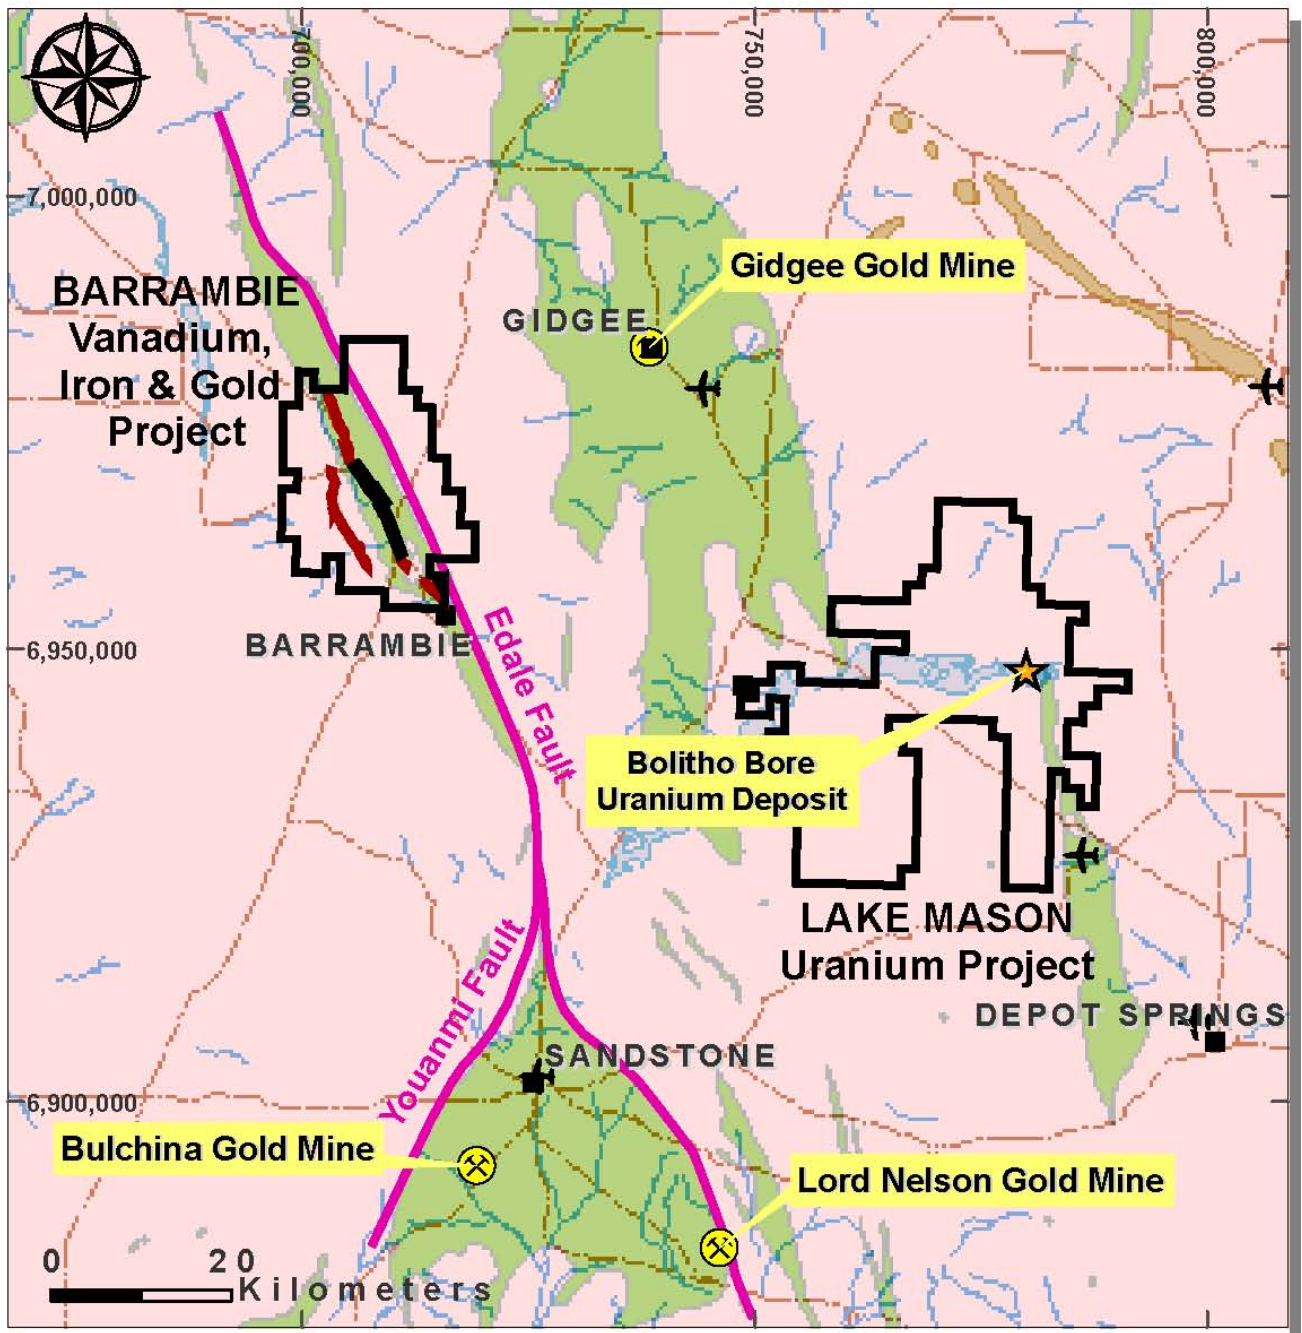 700,000
750,000
800,000
7,000,000
Gidgee Gold Mine
BARRAMBIE
Vanadium,
Iron & Gold
Project
GIDGEE
BARRAMBIE
6,950,000
Edale Fault
Bolitho Bore
Uranium Deposit
LAKE MASON
Uranium Project
Youanmi Fault
DEPOT SPRINGS
SANDSTONE
6,900,000
Bulchina Gold Mine
Lord Nelson Gold Mine
0 20
Kilometers